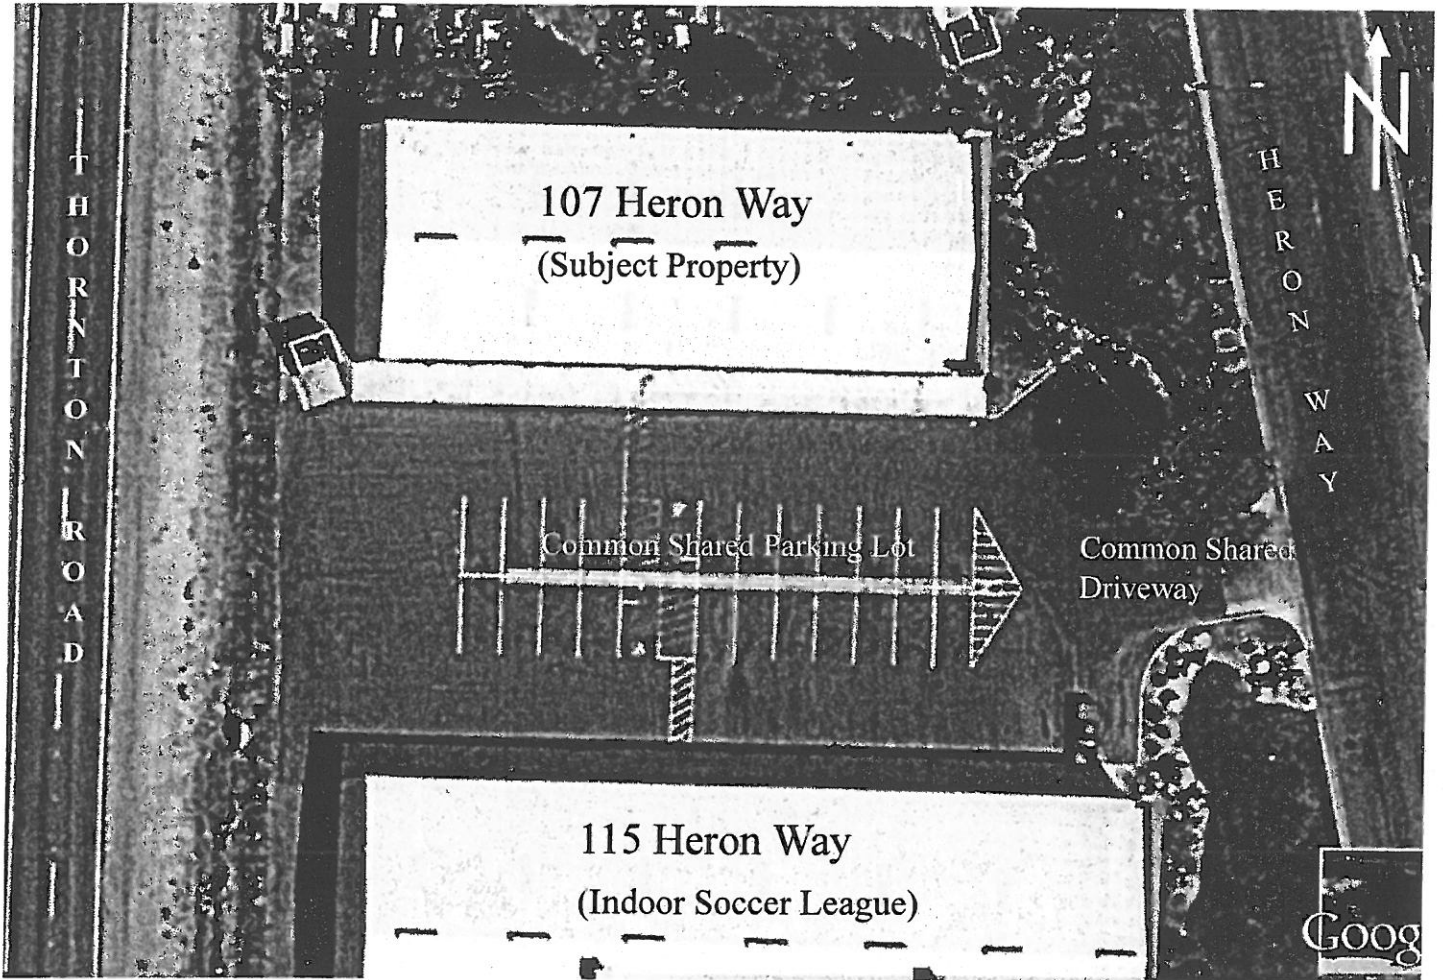 N
THORNTON ROAD
107 Heron Way
(Subject Property)
HERON WAY
Common Shared Parking Lot
Common Shared
Driveway
115 Heron Way
(Indoor Soccer League)
Goog